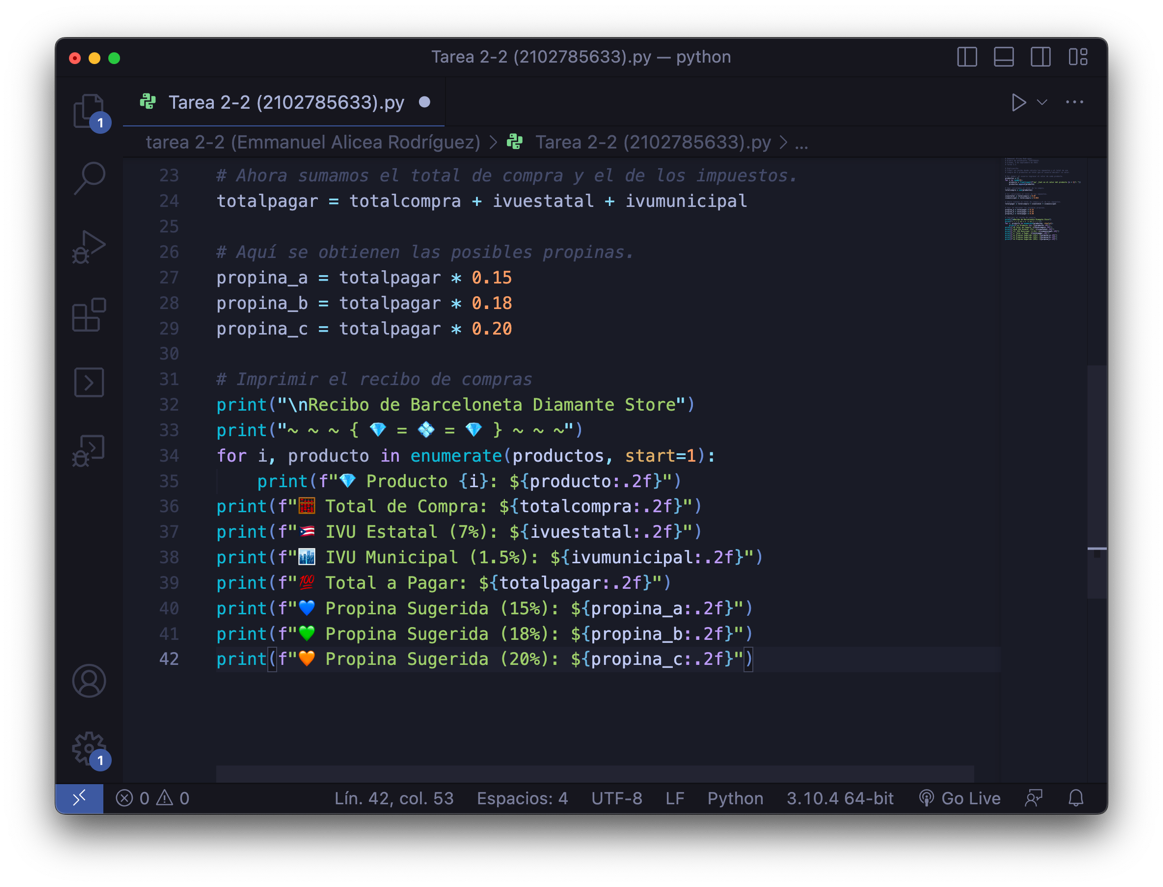 Tarea 2-2 (2102785633).py — python
Tarea 2-2 (2102785633).py
tarea 2-2 (Emmanuel Alicea Rodríguez) > Tarea 2-2 (2102785633).py > ...
1
23 # Ahora sumamos el total de compra y el de los impuestos.
24 totalpagar = totalcompra + ivuestatal + ivumunicipal
25
26 # Aquí se obtienen las posibles propinas.
27 propina_a = totalpagar * 0.15
28 propina_b = totalpagar * 0.18
29 propina_c = totalpagar * 0.20
30
31 # Imprimir el recibo de compras
32 print("\nRecibo de Barceloneta Diamante Store")
33 print("~ ~ ~ { 💎 = 💠 = 💎 } ~ ~ ~")
34 for i, producto in enumerate(productos, start=1):
35     print(f"💎 Producto {i}: ${producto:.2f}")
36 print(f"🧮 Total de Compra: ${totalcompra:.2f}")
37 print(f"🇵🇷 IVU Estatal (7%): ${ivuestatal:.2f}")
38 print(f"🏙️ IVU Municipal (1.5%): ${ivumunicipal:.2f}")
39 print(f"💯 Total a Pagar: ${totalpagar:.2f}")
40 print(f"💙 Propina Sugerida (15%): ${propina_a:.2f}")
41 print(f"💚 Propina Sugerida (18%): ${propina_b:.2f}")
42 print(f"🧡 Propina Sugerida (20%): ${propina_c:.2f}")
1
0 0 Lín. 42, col. 53 Espacios: 4 UTF-8 LF Python 3.10.4 64-bit Go Live